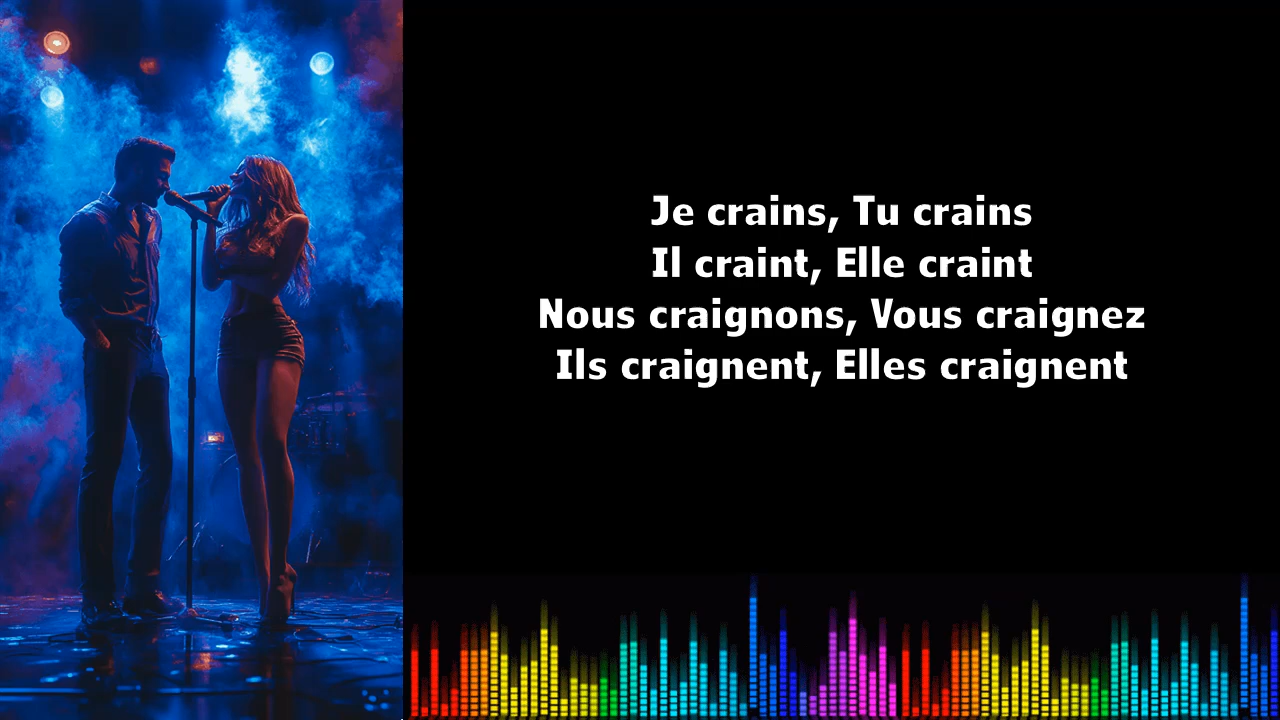 Je crains, Tu crains
Il craint, Elle craint
Nous craignons, Vous craignez
Ils craignent, Elles craignent